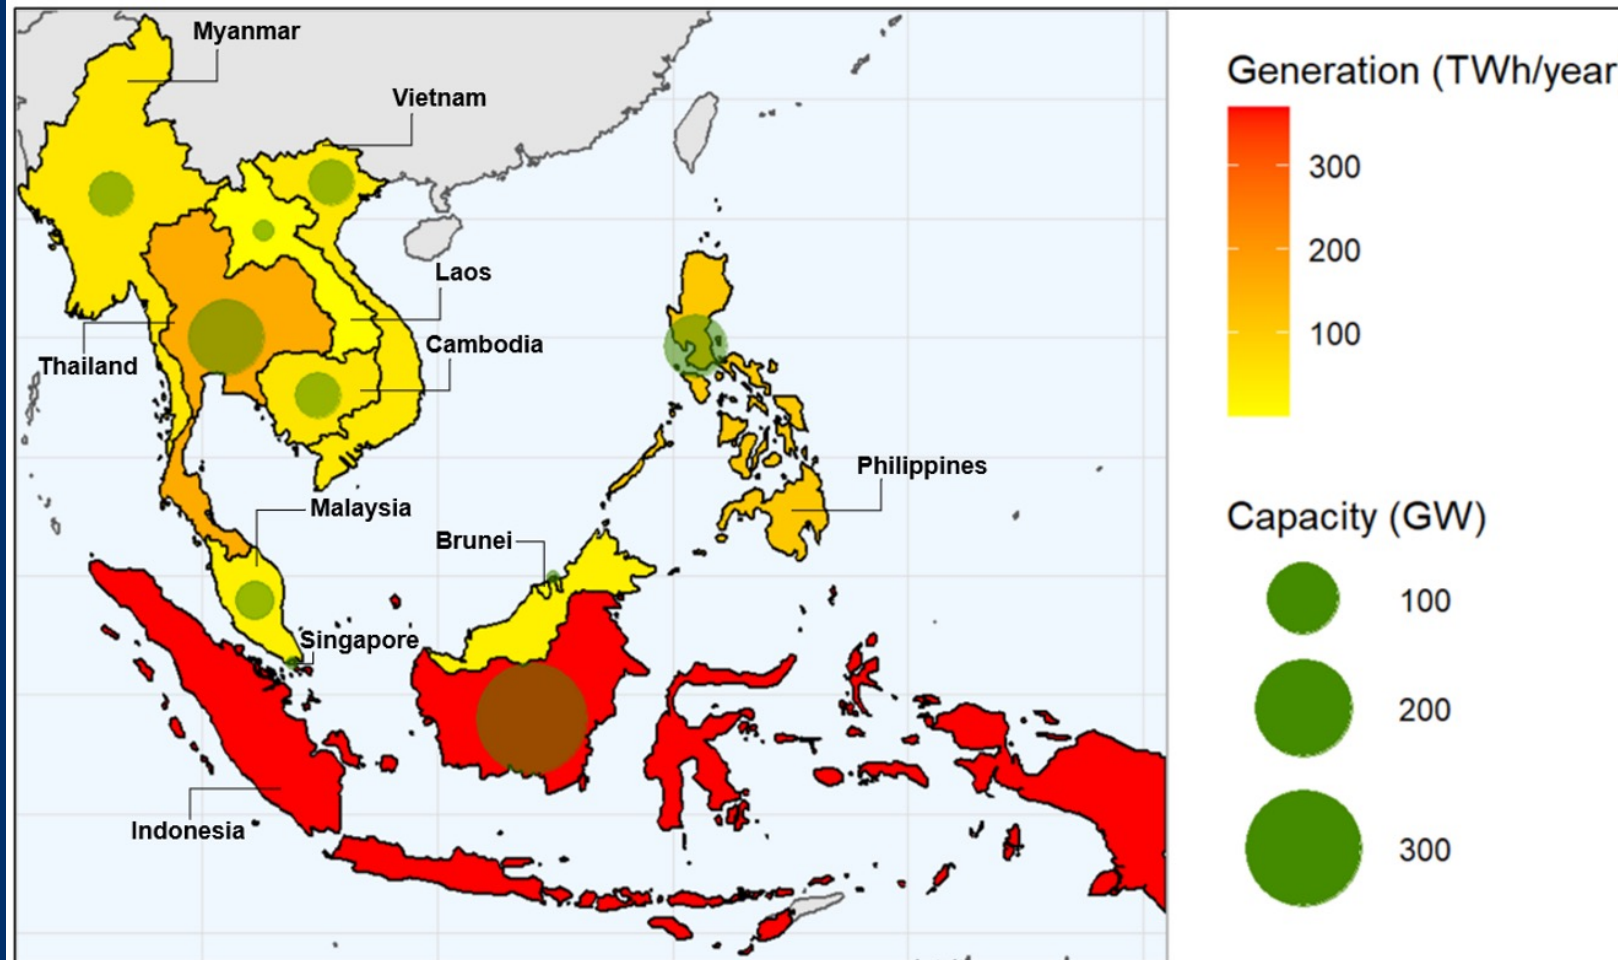 Myanmar
Vietnam
Laos
Cambodia
Thailand
Philippines
Malaysia
Brunei
Singapore
Indonesia
Generation (TWh/year
300
200
100
Capacity (GW)
100
200
300